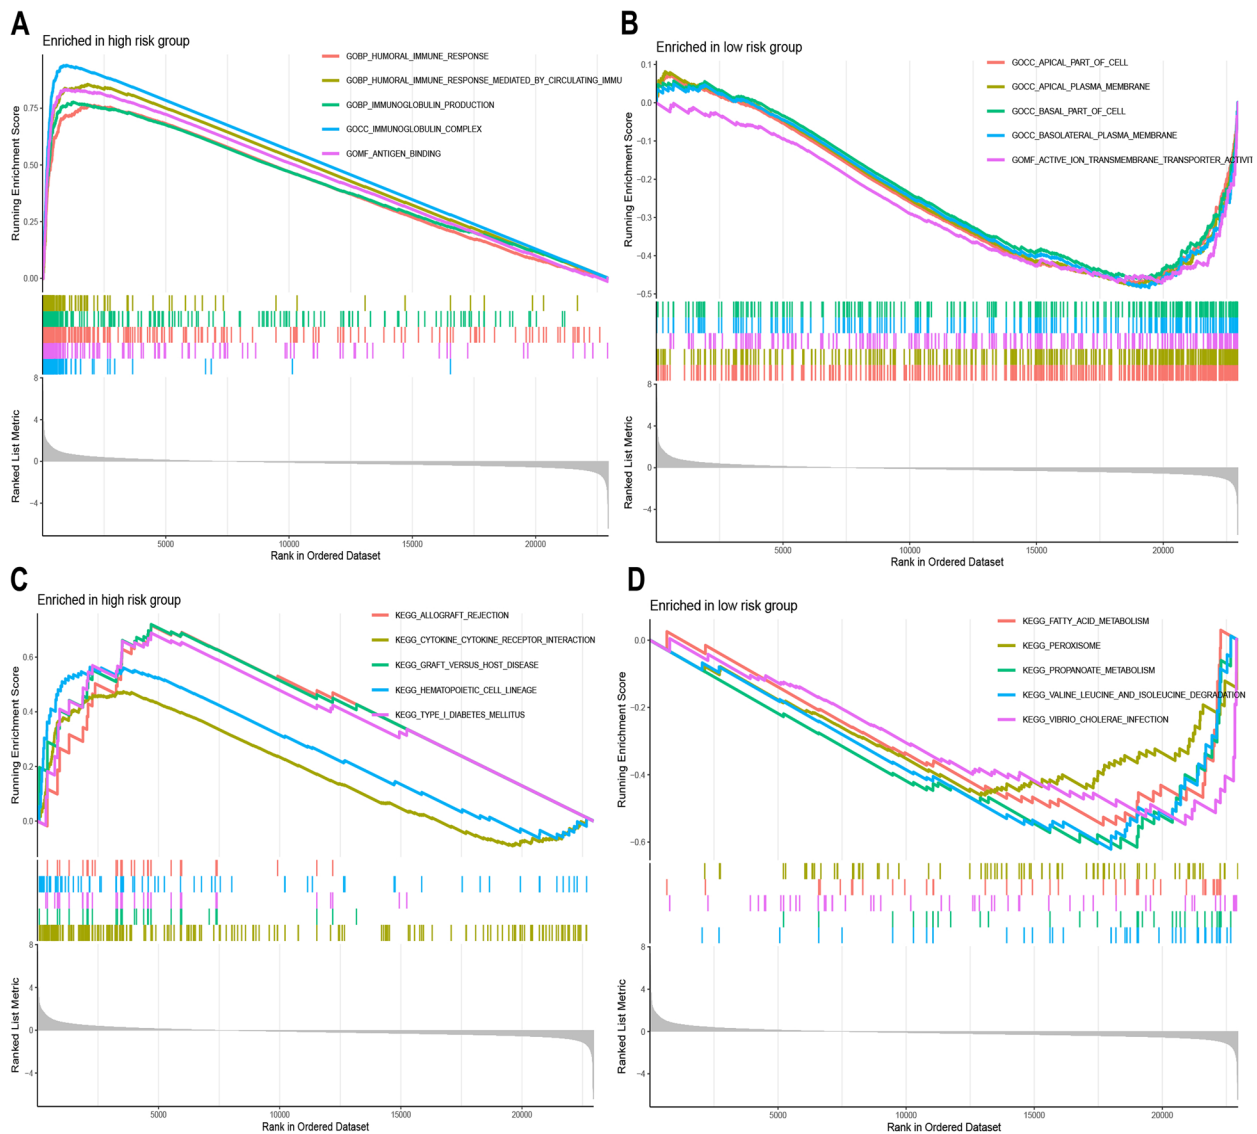 A
Enriched in high risk group
Running Enrichment Score
0.75
0.50
0.25
0.00
GOBP_HUMORAL_IMMUNE_RESPONSE
GOBP_HUMORAL_IMMUNE_RESPONSE_MEDIATED_BY_CIRCULATING_IMMU
GOBP_IMMUNOGLOBULIN_PRODUCTION
GOCC_IMMUNOGLOBULIN_COMPLEX
GOMF_ANTIGEN_BINDING
Ranked List Metric
8
4
0
−4
5000
10000
15000
20000
Rank in Ordered Dataset
B
Enriched in low risk group
Running Enrichment Score
0.1
0.0
−0.1
−0.2
−0.3
−0.4
−0.5
GOCC_APICAL_PART_OF_CELL
GOCC_APICAL_PLASMA_MEMBRANE
GOCC_BASAL_PART_OF_CELL
GOCC_BASOLATERAL_PLASMA_MEMBRANE
GOMF_ACTIVE_ION_TRANSMEMBRANE_TRANSPORTER_ACTIVIT
Ranked List Metric
8
4
0
−4
5000
10000
15000
20000
Rank in Ordered Dataset
C
Enriched in high risk group
Running Enrichment Score
0.6
0.4
0.2
0.0
KEGG_ALLOGRAFT_REJECTION
KEGG_CYTOKINE_CYTOKINE_RECEPTOR_INTERACTION
KEGG_GRAFT_VERSUS_HOST_DISEASE
KEGG_HEMATOPOIETIC_CELL_LINEAGE
KEGG_TYPE_I_DIABETES_MELLITUS
Ranked List Metric
8
4
0
−4
5000
10000
15000
20000
Rank in Ordered Dataset
D
Enriched in low risk group
Running Enrichment Score
0.0
−0.2
−0.4
−0.6
KEGG_FATTY_ACID_METABOLISM
KEGG_PEROXISOME
KEGG_PROPANOATE_METABOLISM
KEGG_VALINE_LEUCINE_AND_ISOLEUCINE_DEGRADATION
KEGG_VIBRIO_CHOLERAE_INFECTION
Ranked List Metric
8
4
0
−4
5000
10000
15000
20000
Rank in Ordered Dataset